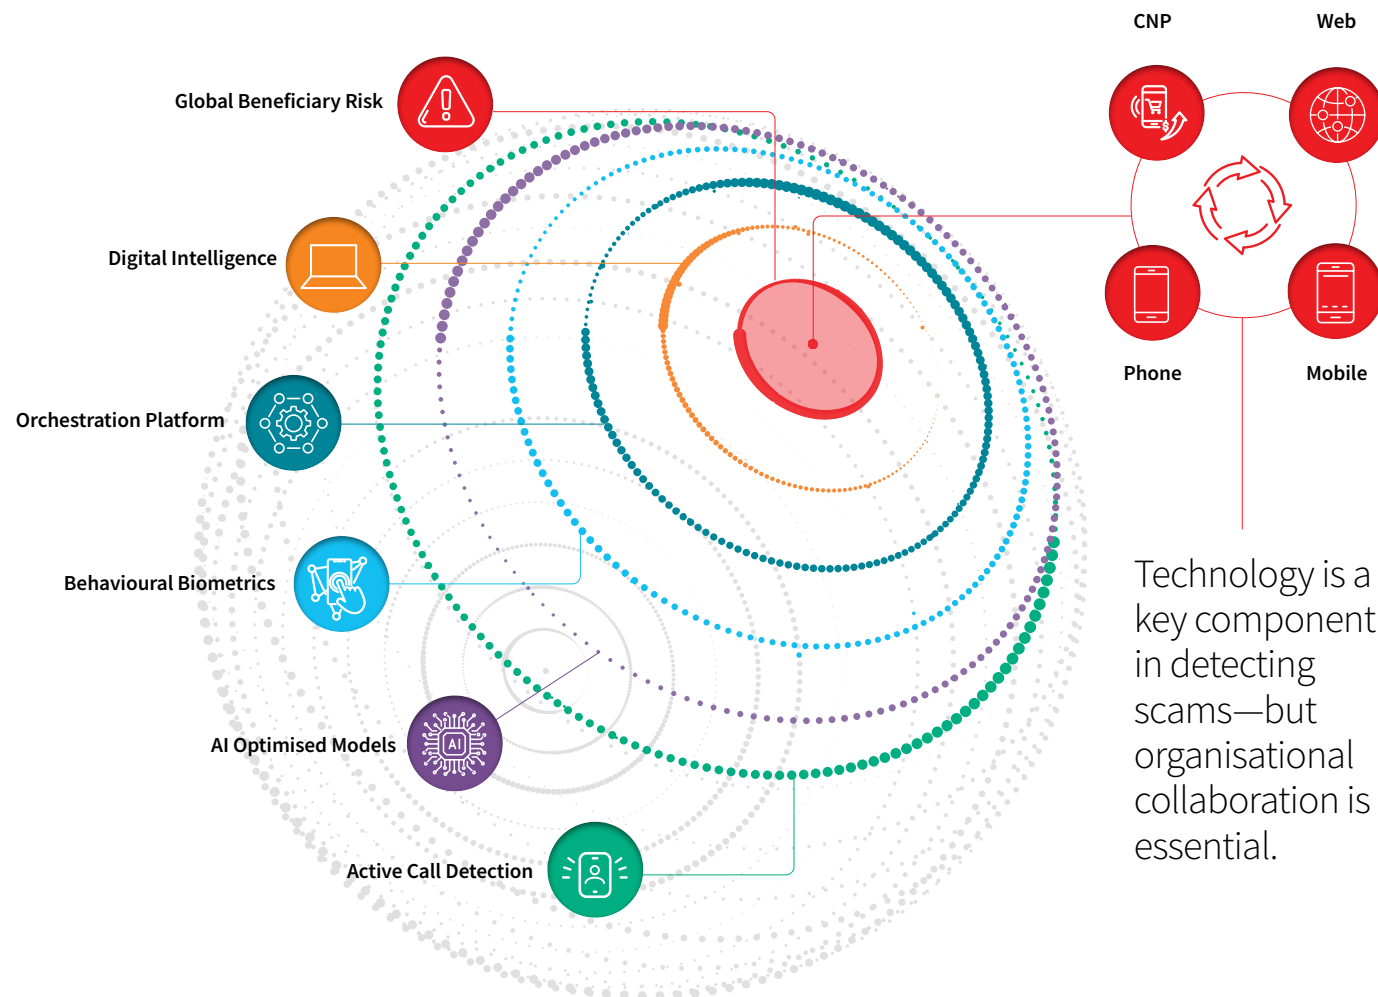 CNP
Web
Global Beneficiary Risk
Digital Intelligence
Phone
Mobile
Orchestration Platform
Behavioural Biometrics
AI Optimised Models
AI
Active Call Detection
$
Technology is a
key component
in detecting
scams—but
organisational
collaboration is
essential.